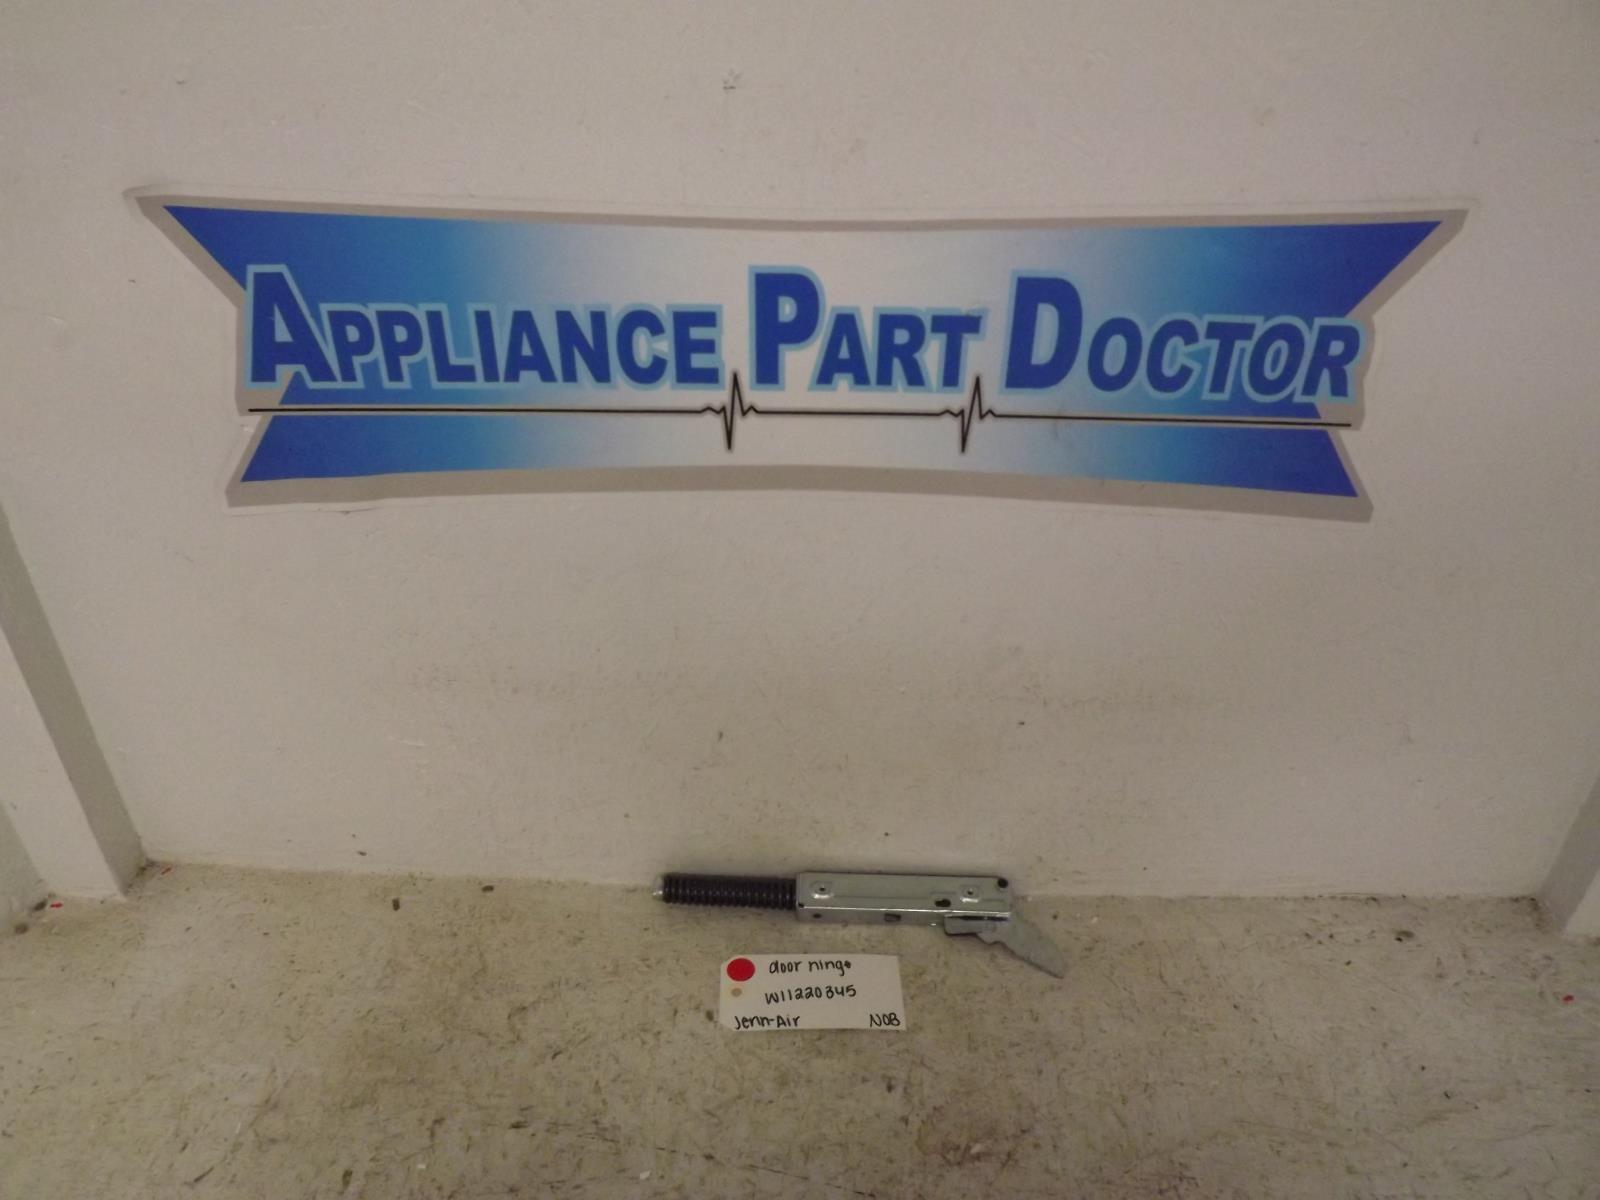 APPLIANCE PART DOCTOR
door hinge
W11220345
Jenn-Air NOB